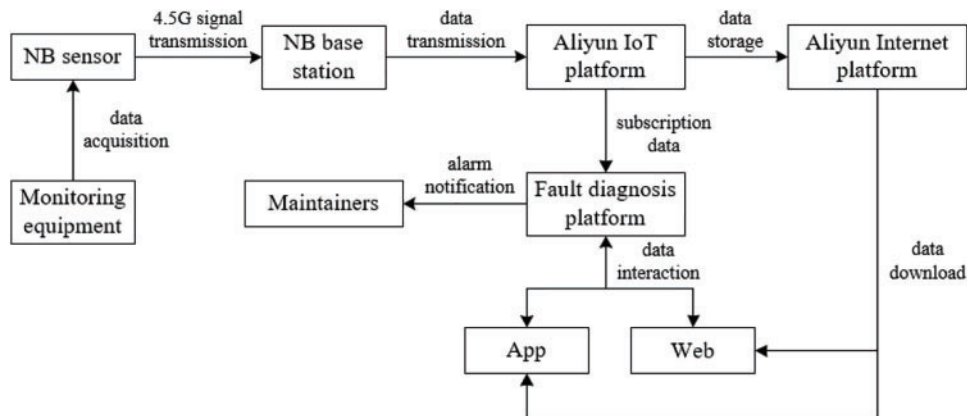 4.5G signal
transmission
data
transmission
data
storage
NB sensor
NB base
station
Aliyun IoT
platform
Aliyun Internet
platform
data
acquisition
subscription
data
alarm
notification
Monitoring
equipment
Maintainers
Fault diagnosis
platform
data
interaction
data
download
App
Web